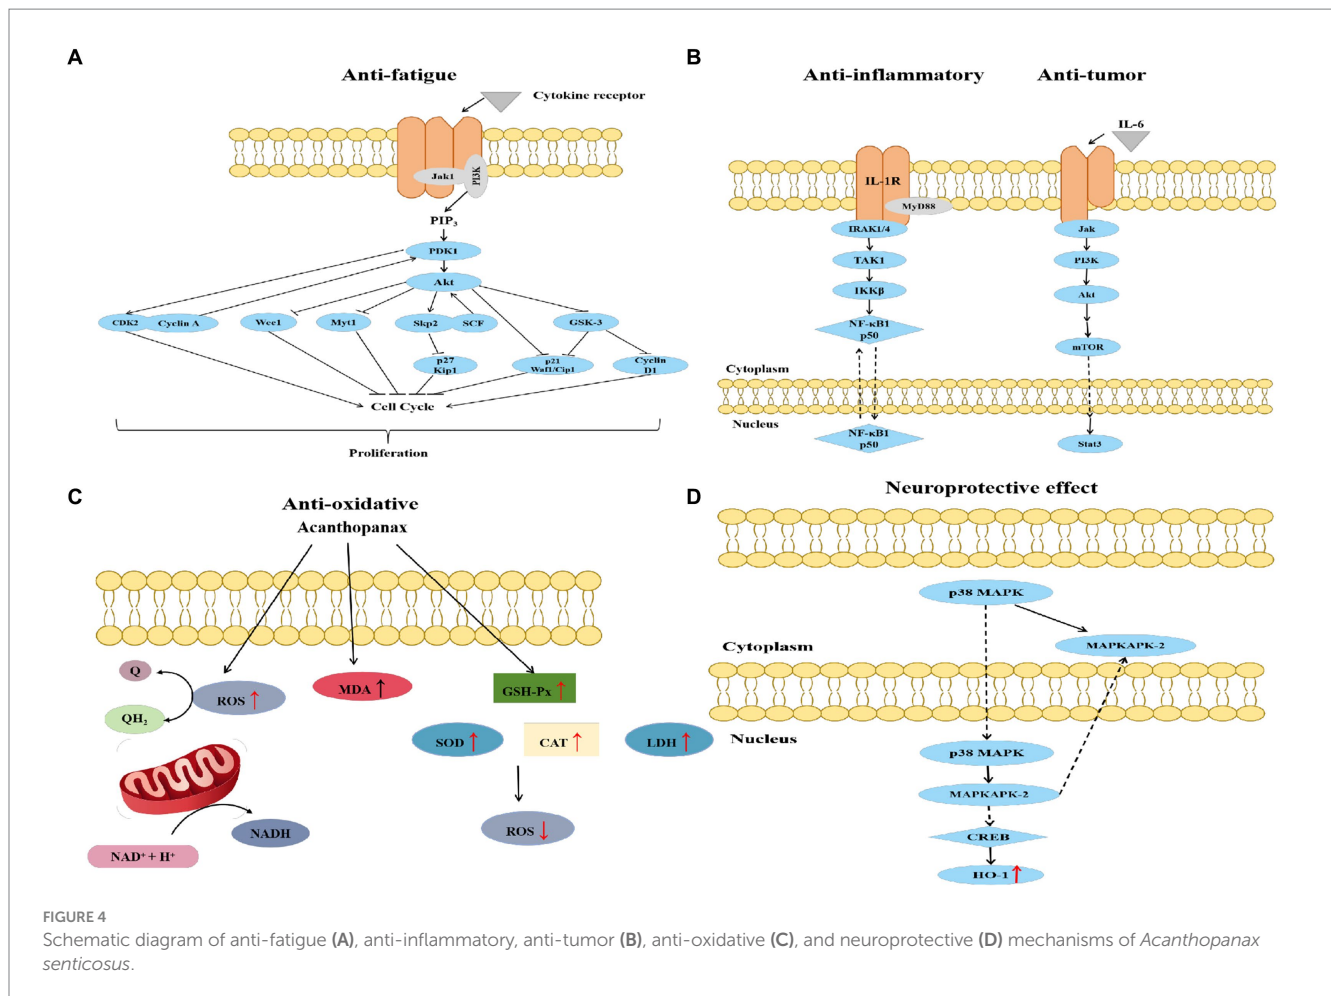 A
Anti-fatigue
Cytokine receptor
Jak1
PI3K
PIP₃
PDK1
Akt
CDK2
Cyclin A
Wee1
Myt1
Skp2
SCF
GSK-3
p27
Kip1
p21
Waf1/Cip1
Cyclin
D1
Cell Cycle
Proliferation
B
Anti-inflammatory
Anti-tumor
IL-6
IL-1R
MyD88
IRAK1/4
Jak
TAK1
PI3K
IKKβ
Akt
NF-κB1
p50
mTOR
Cytoplasm
Nucleus
NF-κB1
p50
Stat3
C
Anti-oxidative
Acanthopanax
Q
ROS ↑
MDA ↑
GSH-Px ↑
QH₂
SOD ↑
CAT ↑
LDH ↑
NADH
ROS ↓
NAD⁺ + H⁺
D
Neuroprotective effect
p38 MAPK
Cytoplasm
MAPKAPK-2
Nucleus
p38 MAPK
MAPKAPK-2
CREB
HO-1 ↑
FIGURE 4
Schematic diagram of anti-fatigue (A), anti-inflammatory, anti-tumor (B), anti-oxidative (C), and neuroprotective (D) mechanisms of Acanthopanax
senticosus.